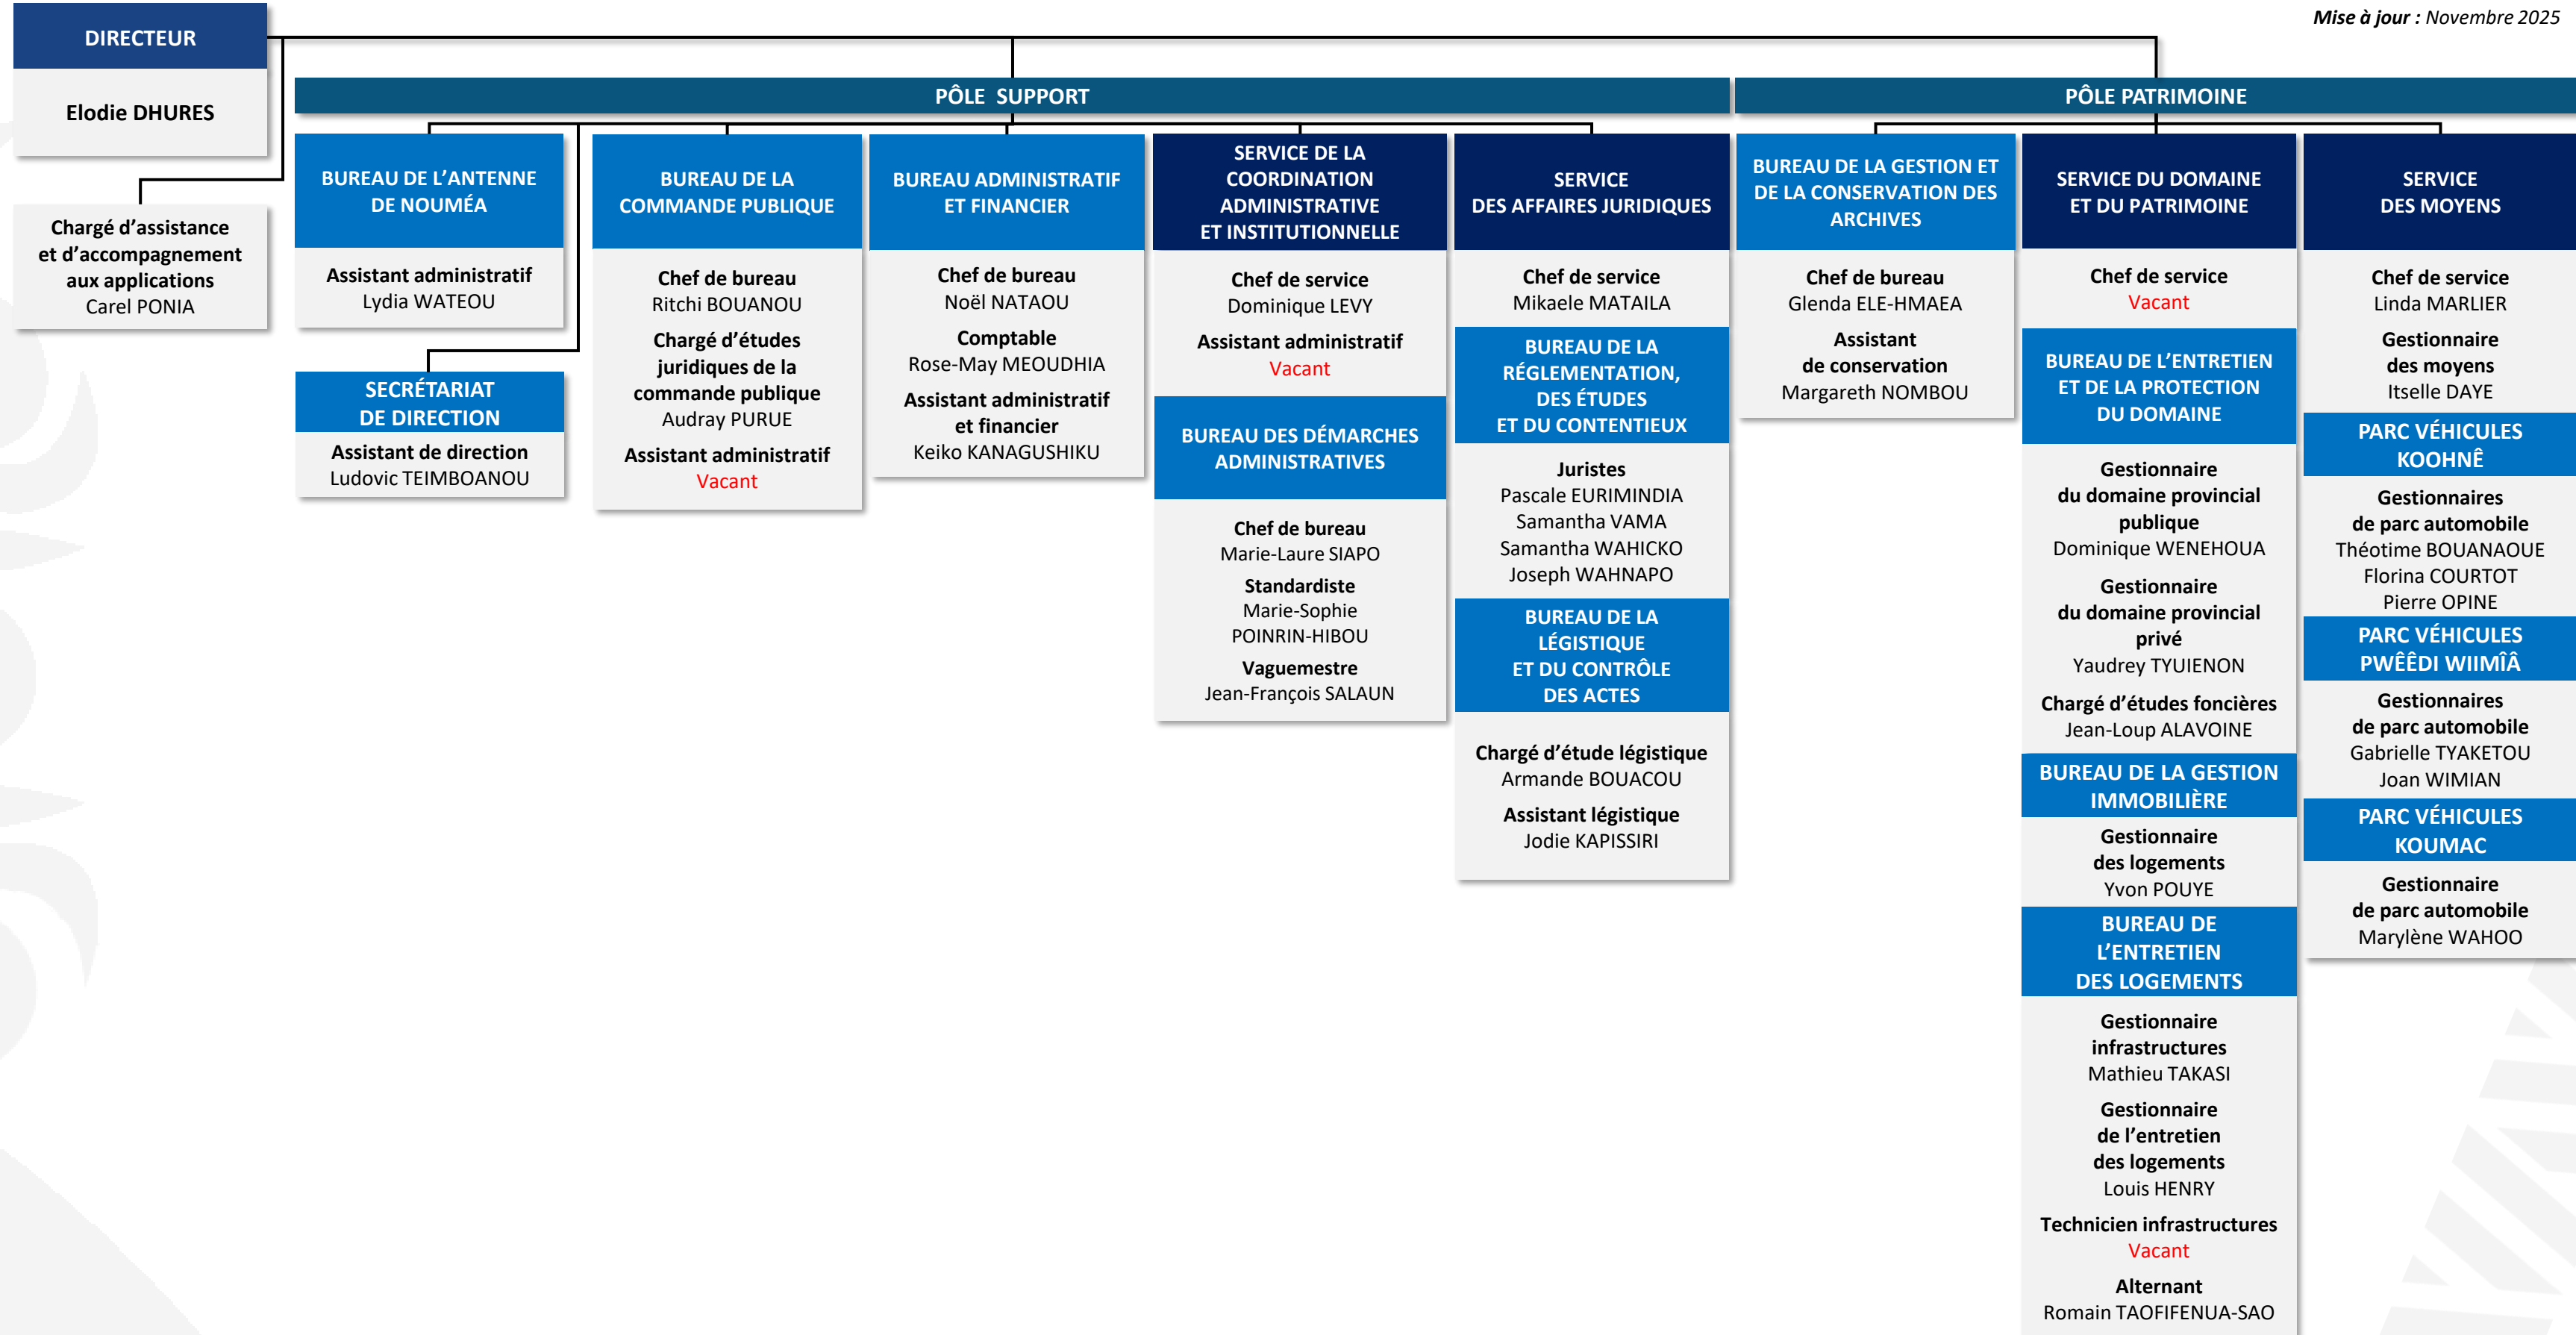 Mise à jour : Novembre 2025
DIRECTEUR
Elodie DHURES
Chargé d’assistance
et d’accompagnement
aux applications
Carel PONIA
PÔLE SUPPORT
BUREAU DE L’ANTENNE
DE NOUMÉA
Assistant administratif
Lydia WATEOU
SECRÉTARIAT
DE DIRECTION
Assistant de direction
Ludovic TEIMBOANOU
BUREAU DE LA
COMMANDE PUBLIQUE
Chef de bureau
Ritchi BOUANOU
Chargé d’études
juridiques de la
commande publique
Audray PURUE
Assistant administratif
Vacant
BUREAU ADMINISTRATIF
ET FINANCIER
Chef de bureau
Noël NATAOU
Comptable
Rose-May MEOUDHIA
Assistant administratif
et financier
Keiko KANAGUSHIKU
SERVICE DE LA
COORDINATION
ADMINISTRATIVE
ET INSTITUTIONNELLE
Chef de service
Dominique LEVY
Assistant administratif
Vacant
BUREAU DES DÉMARCHES
ADMINISTRATIVES
Chef de bureau
Marie-Laure SIAPO
Standardiste
Marie-Sophie
POINRIN-HIBOU
Vaguemestre
Jean-François SALAUN
SERVICE
DES AFFAIRES JURIDIQUES
Chef de service
Mikaele MATAILA
BUREAU DE LA
RÉGLEMENTATION,
DES ÉTUDES
ET DU CONTENTIEUX
Juristes
Pascale EURIMINDIA
Samantha VAMA
Samantha WAHICKO
Joseph WAHNAPO
BUREAU DE LA
LÉGISTIQUE
ET DU CONTRÔLE
DES ACTES
Chargé d’étude légistique
Armande BOUACOU
Assistant légistique
Jodie KAPISSIRI
PÔLE PATRIMOINE
BUREAU DE LA GESTION ET
DE LA CONSERVATION DES
ARCHIVES
Chef de bureau
Glenda ELE-HMAEA
Assistant
de conservation
Margareth NOMBOU
SERVICE DU DOMAINE
ET DU PATRIMOINE
Chef de service
Vacant
BUREAU DE L’ENTRETIEN
ET DE LA PROTECTION
DU DOMAINE
Gestionnaire
du domaine provincial
publique
Dominique WENEHOUA
Gestionnaire
du domaine provincial
privé
Yaudrey TYUIENON
Chargé d’études foncières
Jean-Loup ALAVOINE
BUREAU DE LA GESTION
IMMOBILIÈRE
Gestionnaire
des logements
Yvon POUYE
BUREAU DE
L’ENTRETIEN
DES LOGEMENTS
Gestionnaire
infrastructures
Mathieu TAKASI
Gestionnaire
de l’entretien
des logements
Louis HENRY
Technicien infrastructures
Vacant
Alternant
Romain TAOFIFENUA-SAO
SERVICE
DES MOYENS
Chef de service
Linda MARLIER
Gestionnaire
des moyens
Itselle DAYE
PARC VÉHICULES
KOOHNÊ
Gestionnaires
de parc automobile
Théotime BOUANAOUE
Florina COURTOT
Pierre OPINE
PARC VÉHICULES
PWÊÊDI WIIMÎÂ
Gestionnaires
de parc automobile
Gabrielle TYAKETOU
Joan WIMIAN
PARC VÉHICULES
KOUMAC
Gestionnaire
de parc automobile
Marylène WAHOO